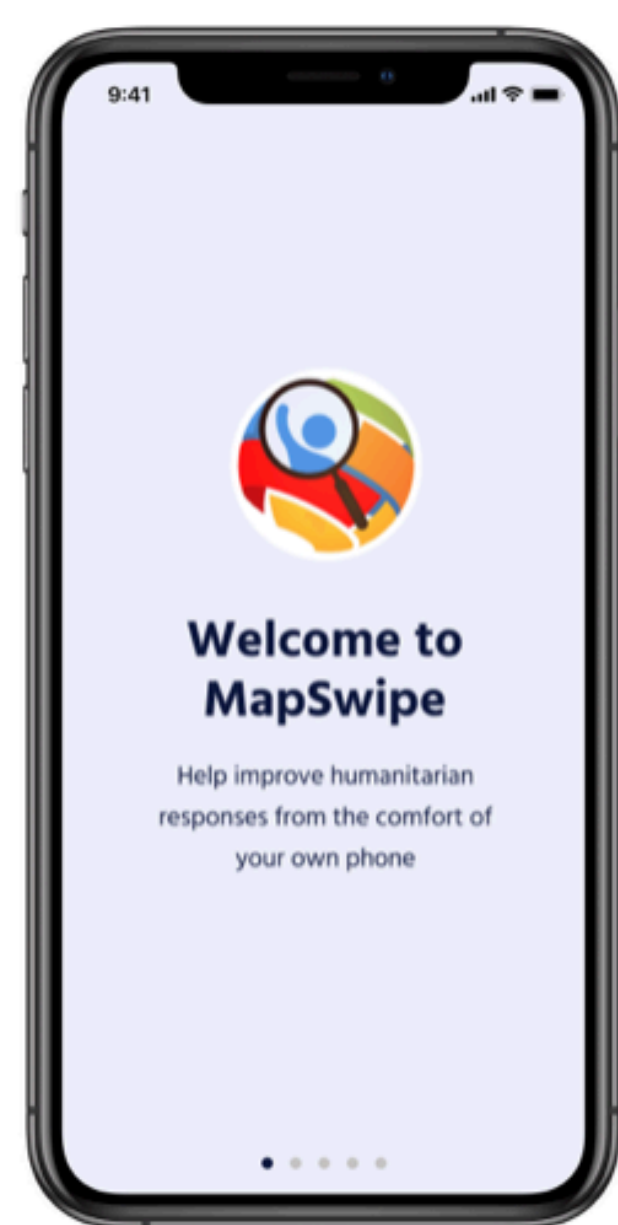 9:41
Welcome to
MapSwipe
Help improve humanitarian
responses from the comfort of
your own phone